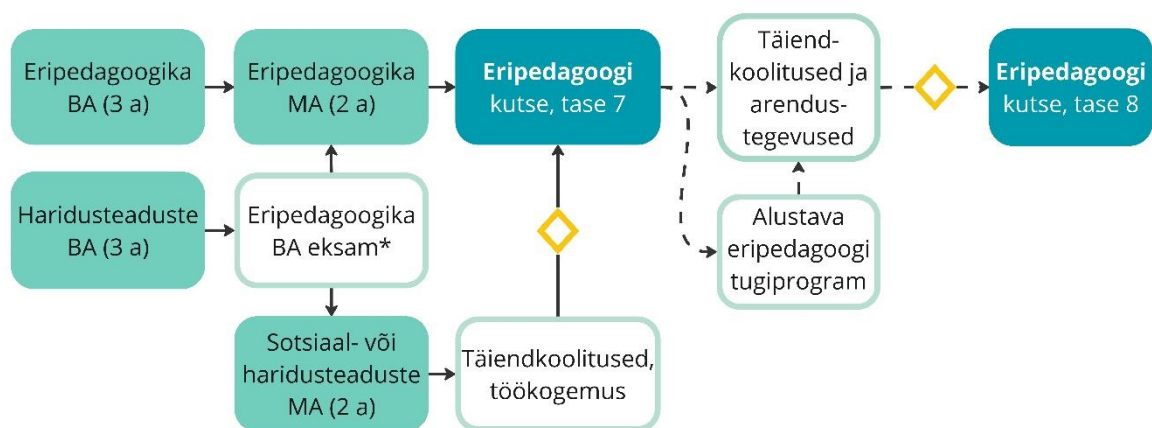 Eripedagoogika
BA (3 a)
Eripedagoogika
MA (2 a)
Eripedagoogi
kutse, tase 7
Täiend-
koolitused ja
arendus-
tegevused
Eripedagoogi
kutse, tase 8
Haridusteaduste
BA (3 a)
Eripedagoogika
BA eksam*
Alustava
eripedagoogi
tugiprogram
Sotsiaal- või
haridusteaduste
MA (2 a)
Täiendkoolitused,
töökogemus